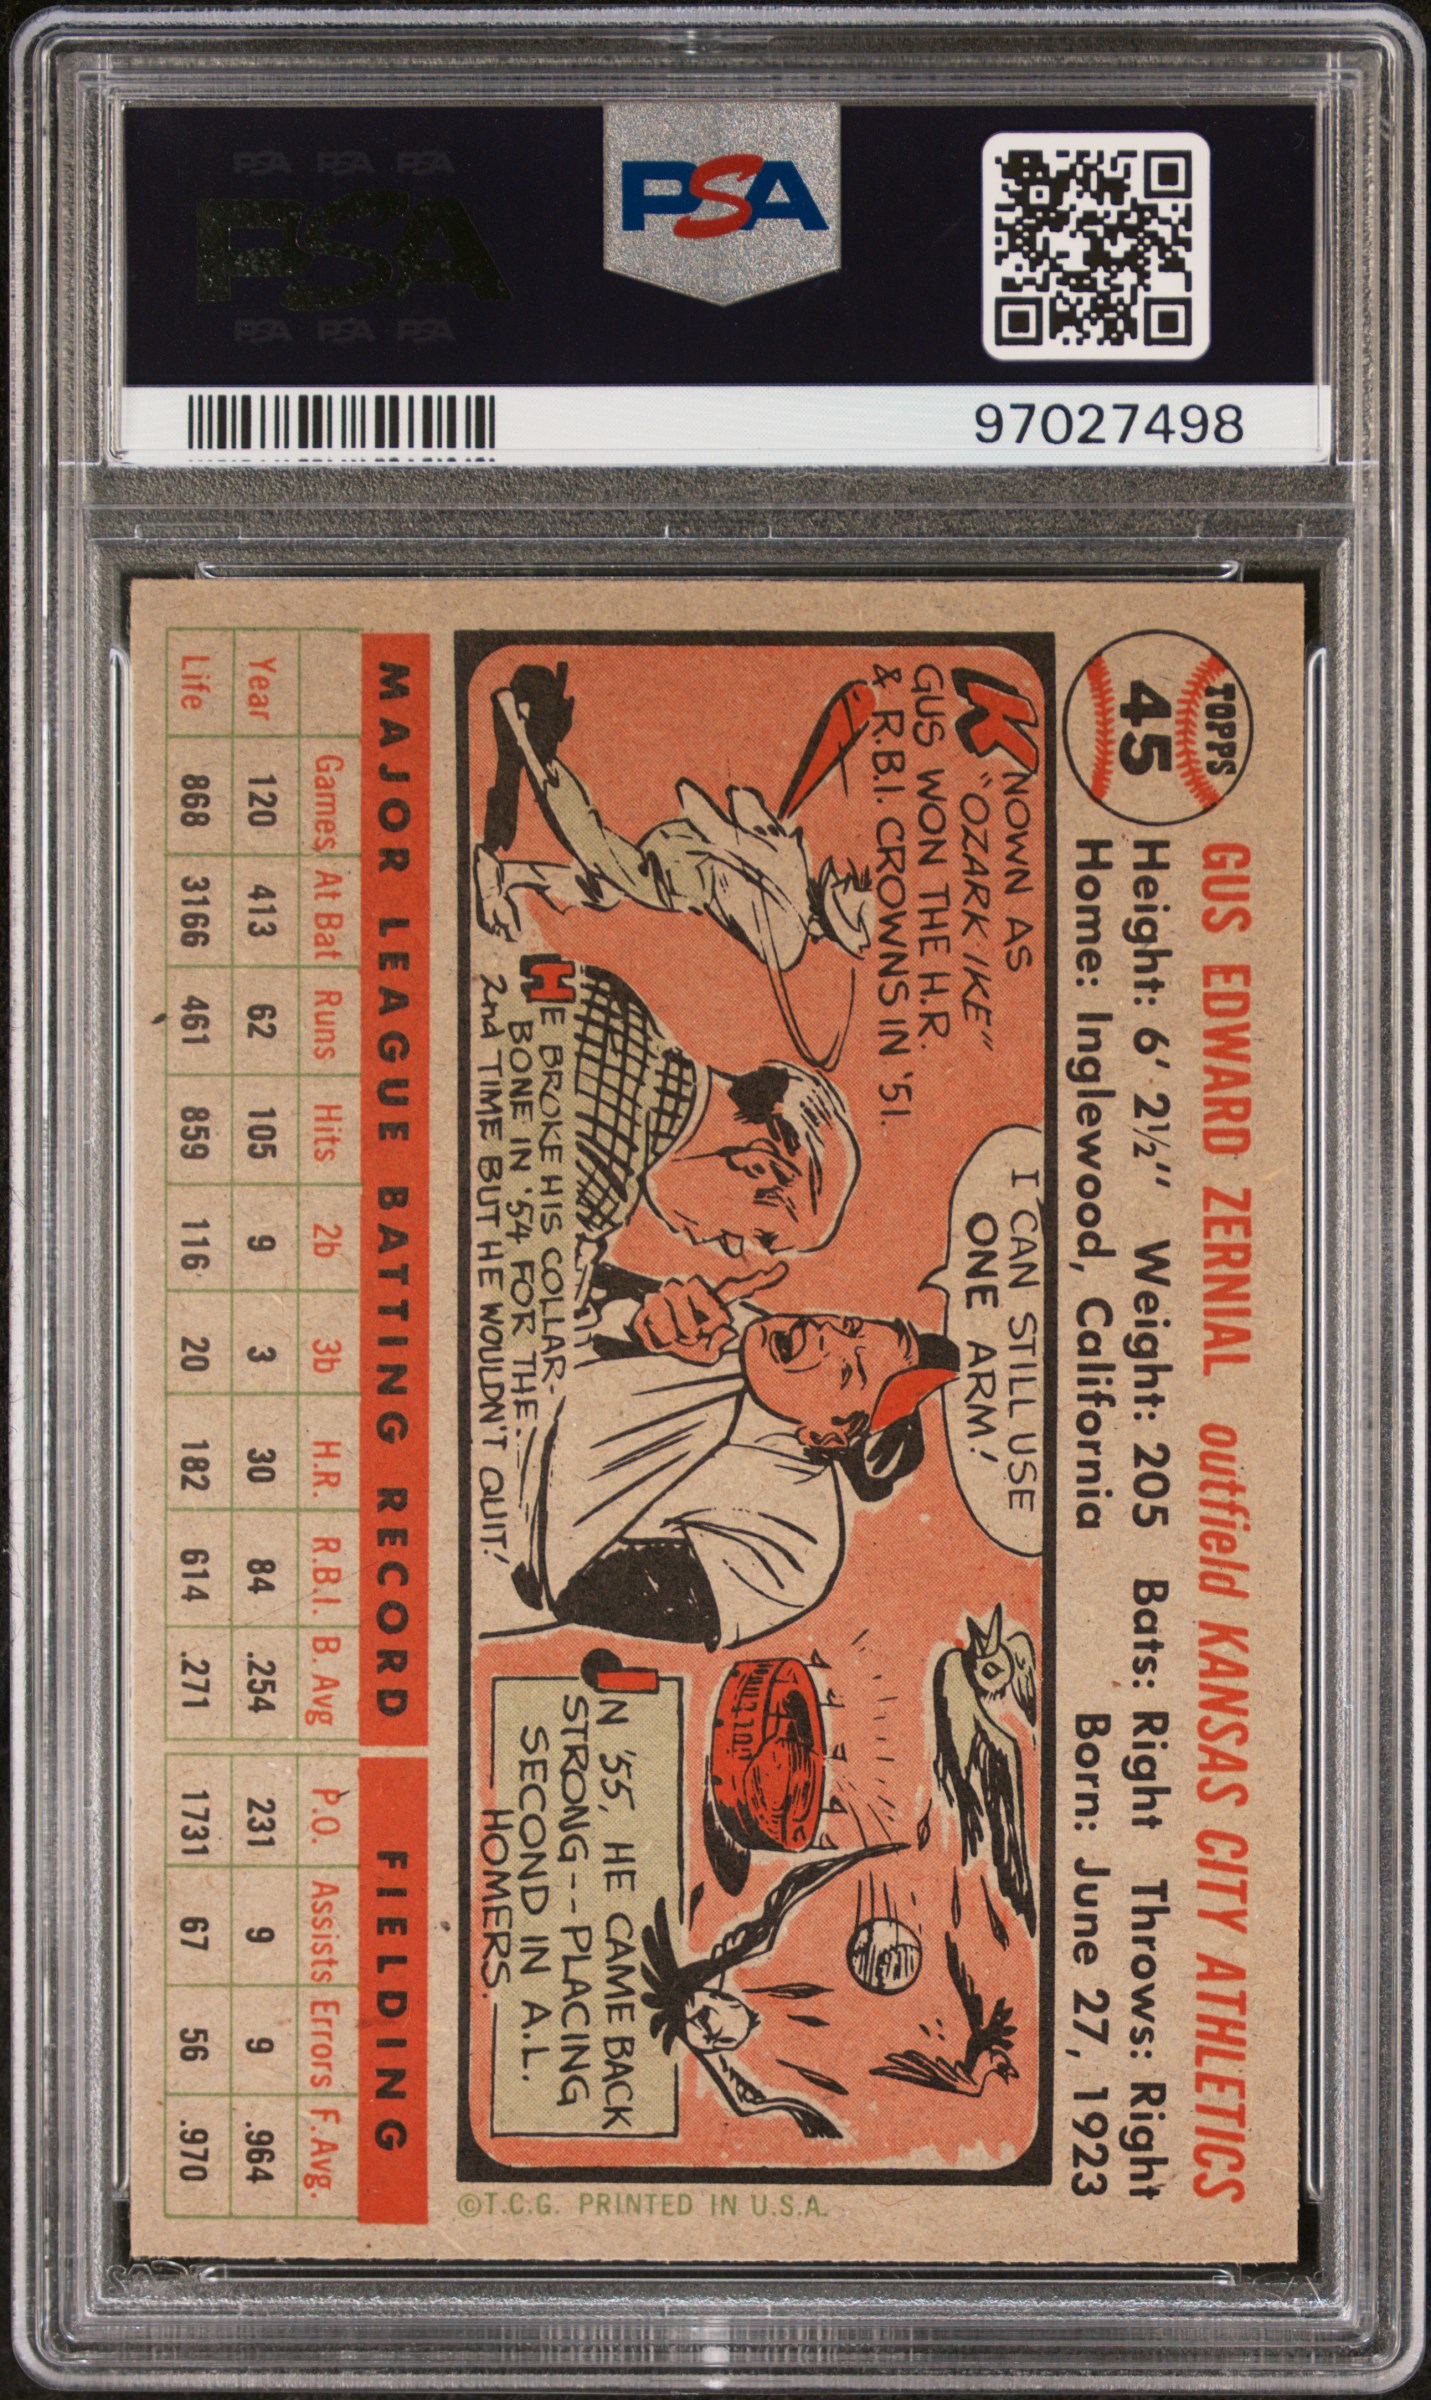 PSA PSA PSA
PSA
PSA PSA PSA
PSA
97027498
TOPPS
45
GUS EDWARD ZERNIAL outfield KANSAS CITY ATHLETICS
Height: 6' 2½" Weight: 205 Bats: Right Throws: Right
Home: Inglewood, California Born: June 27, 1923
KNOWN AS
"OZARK-IKE"
GUS WON THE H.R.
& R.B.I. CROWNS IN '51.
I CAN STILL USE
ONE ARM!
HE BROKE HIS COLLAR-
BONE IN '54 FOR THE
2nd TIME BUT HE WOULDN'T QUIT!
IN '55, HE CAME BACK
STRONG--PLACING
SECOND IN A.L.
HOMERS.
©T.C.G. PRINTED IN U.S.A.
MAJOR LEAGUE BATTING RECORD FIELDING
Games At Bat Runs Hits 2b 3b H.R. R.B.I. B. Avg P.O. Assists Errors F. Avg.
Year 120 413 62 105 9 3 30 84 .254 231 9 9 .964
Life 868 3166 461 859 116 20 182 614 .271 1731 67 56 .970